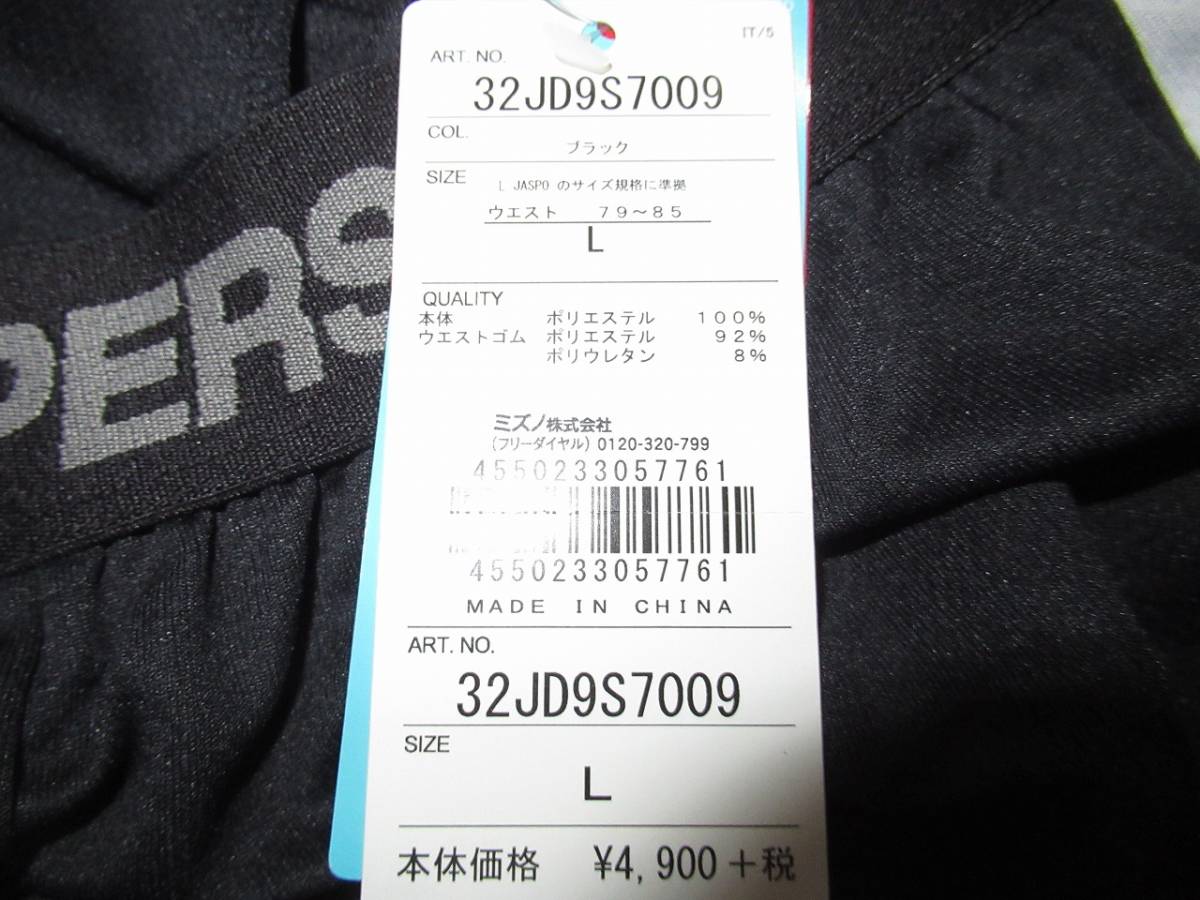 IT/5
ART. NO.
32JD9S7009
COL.
ブラック
SIZE
L JASPO のサイズ規格に準拠
ウエスト 79～85
L
QUALITY
本体 ポリエステル 100%
ウエストゴム ポリエステル 92%
ポリウレタン 8%
ミズノ株式会社
(フリーダイヤル) 0120-320-799
4550233057761
4550233057761
MADE IN CHINA
ART. NO.
32JD9S7009
SIZE
L
本体価格 ¥4,900+税
PERS